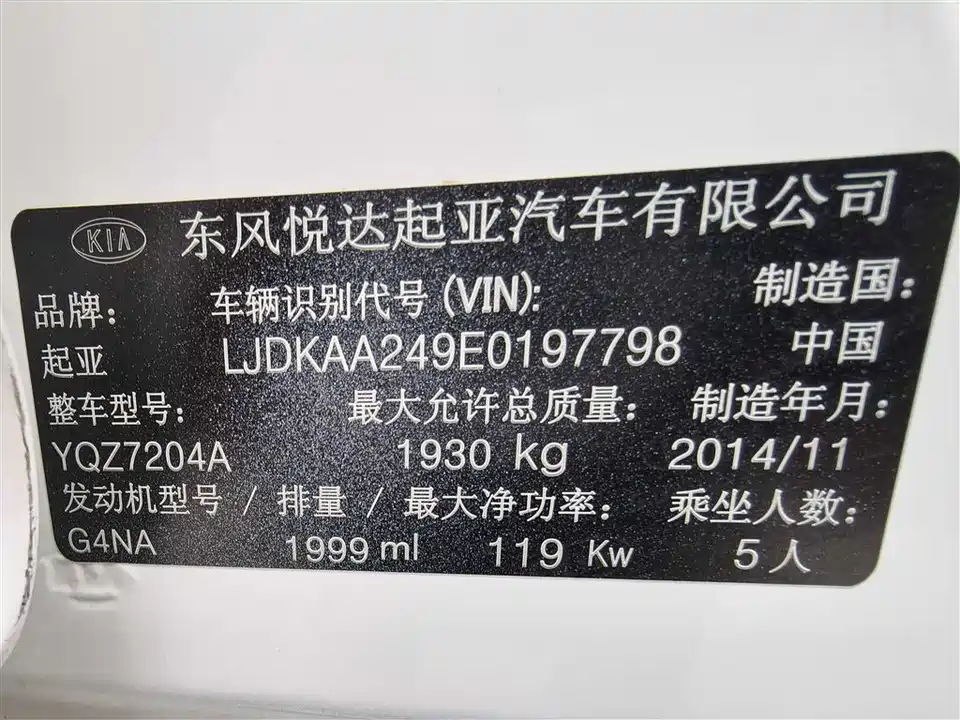 KIA 东风悦达起亚汽车有限公司
品牌： 车辆识别代号(VIN): 制造国：
起亚 LJDKAA249E0197798 中国
整车型号： 最大允许总质量： 制造年月：
YQZ7204A 1930 kg 2014/11
发动机型号 / 排量 / 最大净功率： 乘坐人数：
G4NA 1999 ml 119 Kw 5人